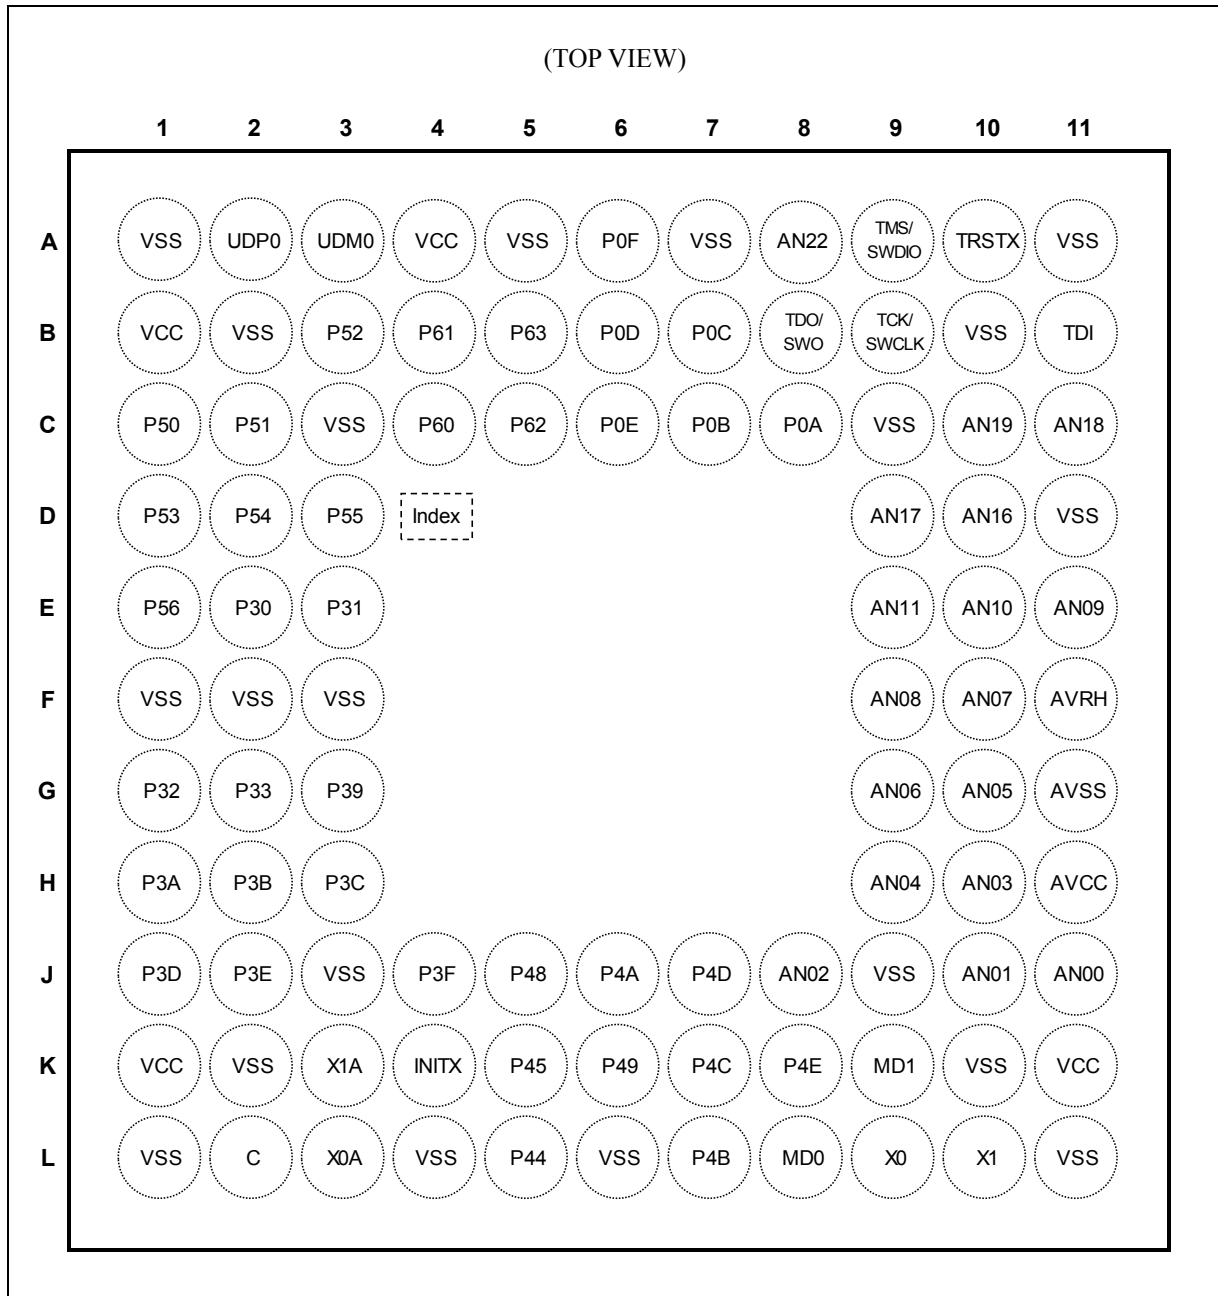 (TOP VIEW)
1 2 3 4 5 6 7 8 9 10 11
A VSS UDP0 UDM0 VCC VSS P0F VSS AN22 TMS/ SWDIO TRSTX VSS
B VCC VSS P52 P61 P63 P0D P0C TDO/ SWO TCK/ SWCLK VSS TDI
C P50 P51 VSS P60 P62 P0E P0B P0A VSS AN19 AN18
D P53 P54 P55 Index AN17 AN16 VSS
E P56 P30 P31 AN11 AN10 AN09
F VSS VSS VSS AN08 AN07 AVRH
G P32 P33 P39 AN06 AN05 AVSS
H P3A P3B P3C AN04 AN03 AVCC
J P3D P3E VSS P3F P48 P4A P4D AN02 VSS AN01 AN00
K VCC VSS X1A INITX P45 P49 P4C P4E MD1 VSS VCC
L VSS C X0A VSS P44 VSS P4B MD0 X0 X1 VSS